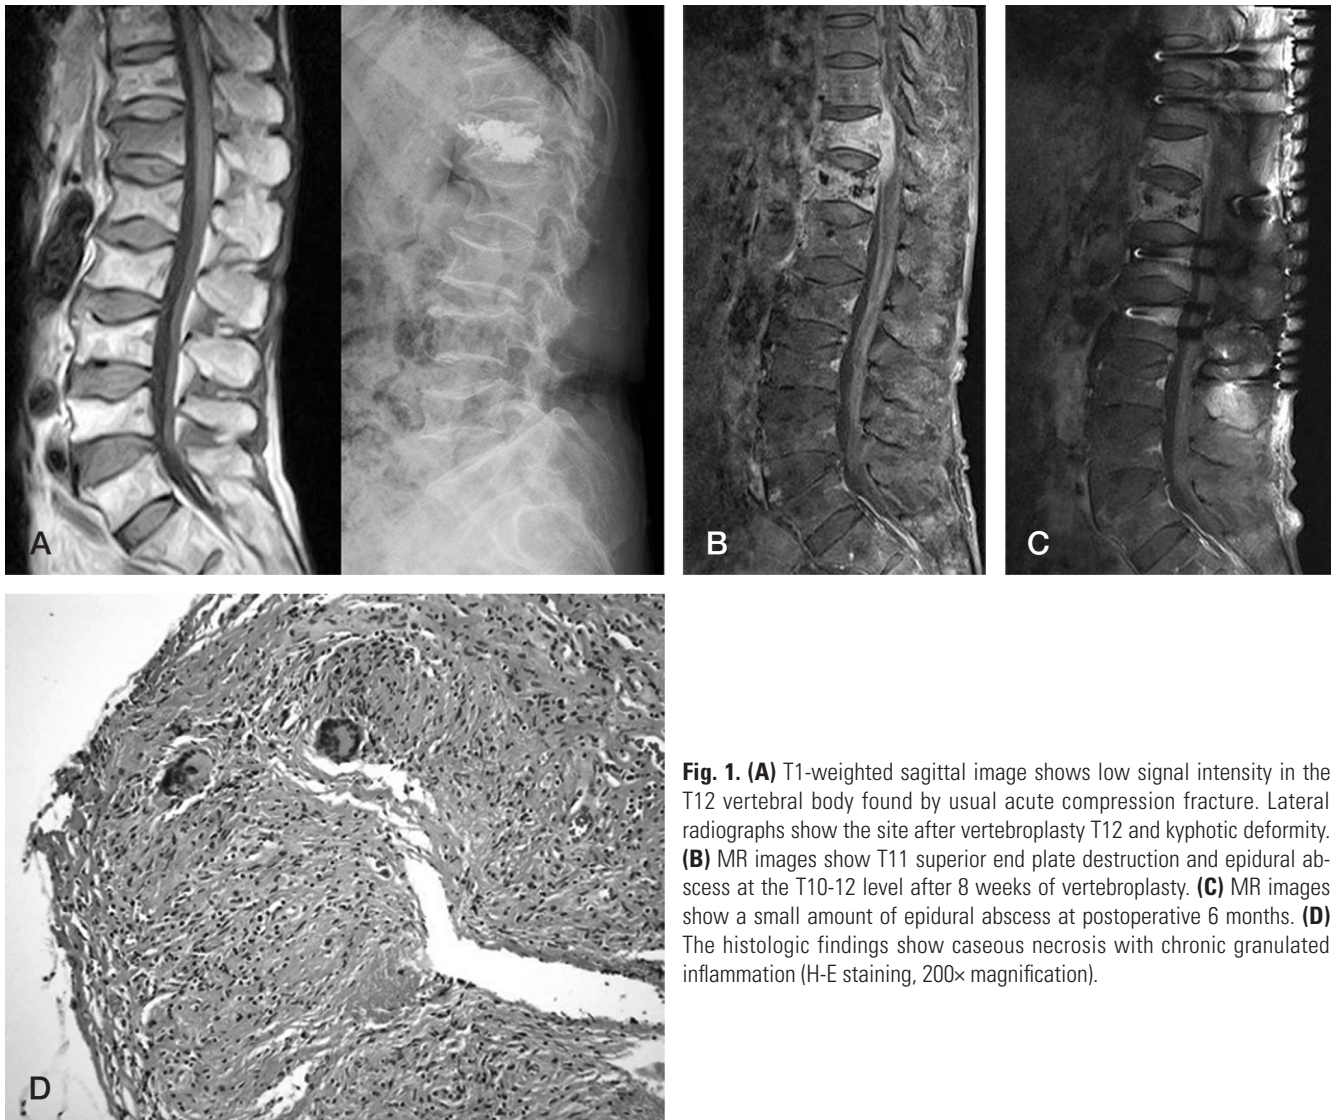 A
B
C
D
Fig. 1. (A) T1-weighted sagittal image shows low signal intensity in the
T12 vertebral body found by usual acute compression fracture. Lateral
radiographs show the site after vertebroplasty T12 and kyphotic deformity.
(B) MR images show T11 superior end plate destruction and epidural ab-
scess at the T10-12 level after 8 weeks of vertebroplasty. (C) MR images
show a small amount of epidural abscess at postoperative 6 months. (D)
The histologic findings show caseous necrosis with chronic granulated
inflammation (H-E staining, 200× magnification).